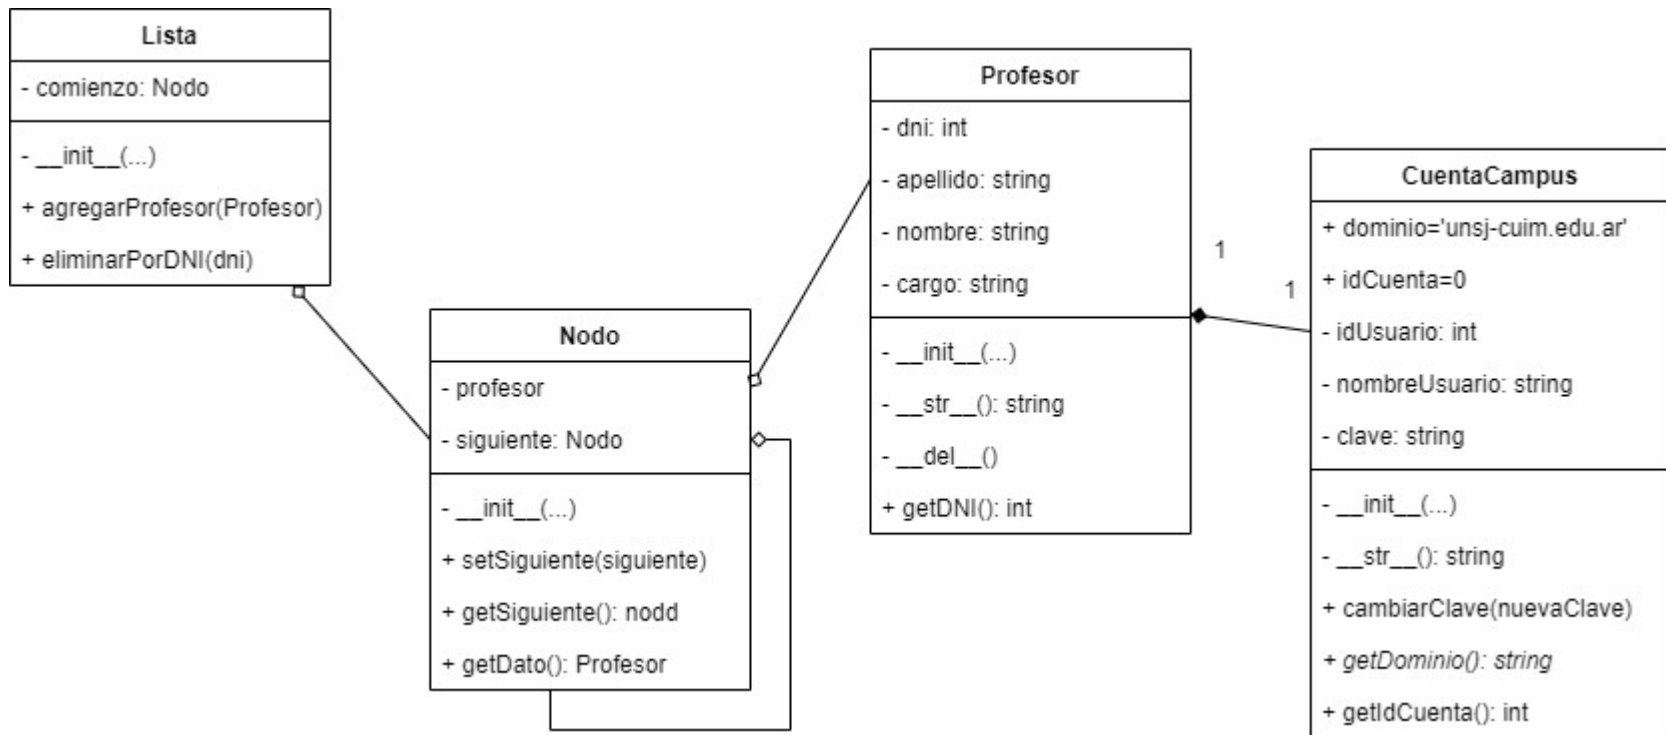 Lista
- comienzo: Nodo
- __init__(...)
+ agregarProfesor(Profesor)
+ eliminarPorDNI(dni)
Nodo
- profesor
- siguiente: Nodo
- __init__(...)
+ setSiguiente(siguiente)
+ getSiguiente(): nodd
+ getDato(): Profesor
Profesor
- dni: int
- apellido: string
- nombre: string
- cargo: string
- __init__(...)
- __str__(): string
- __del__()
+ getDNI(): int
1
1
CuentaCampus
+ dominio='unsj-cuim.edu.ar'
+ idCuenta=0
- idUsuario: int
- nombreUsuario: string
- clave: string
- __init__(...)
- __str__(): string
+ cambiarClave(nuevaClave)
+ getDominio(): string
+ getIdCuenta(): int